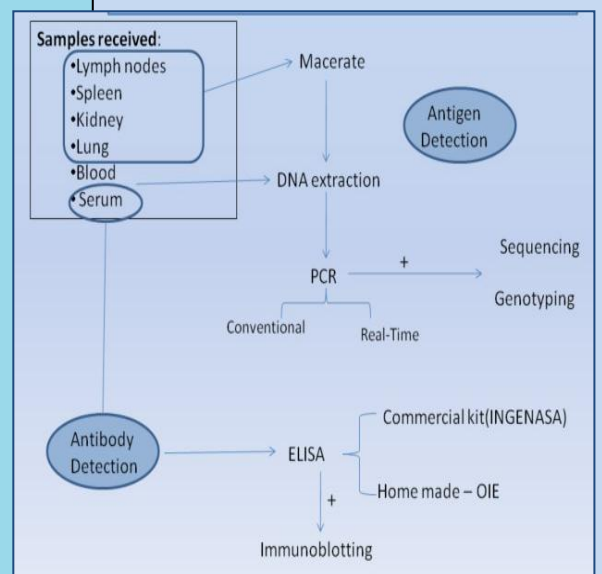 Samples received:
•Lymph nodes
•Spleen
•Kidney
•Lung
•Blood
• Serum
Macerate
Antigen
Detection
DNA extraction
PCR
+
Sequencing
Genotyping
Conventional
Real-Time
Antibody
Detection
ELISA
Commercial kit(INGENASA)
Home made – OIE
+
Immunoblotting